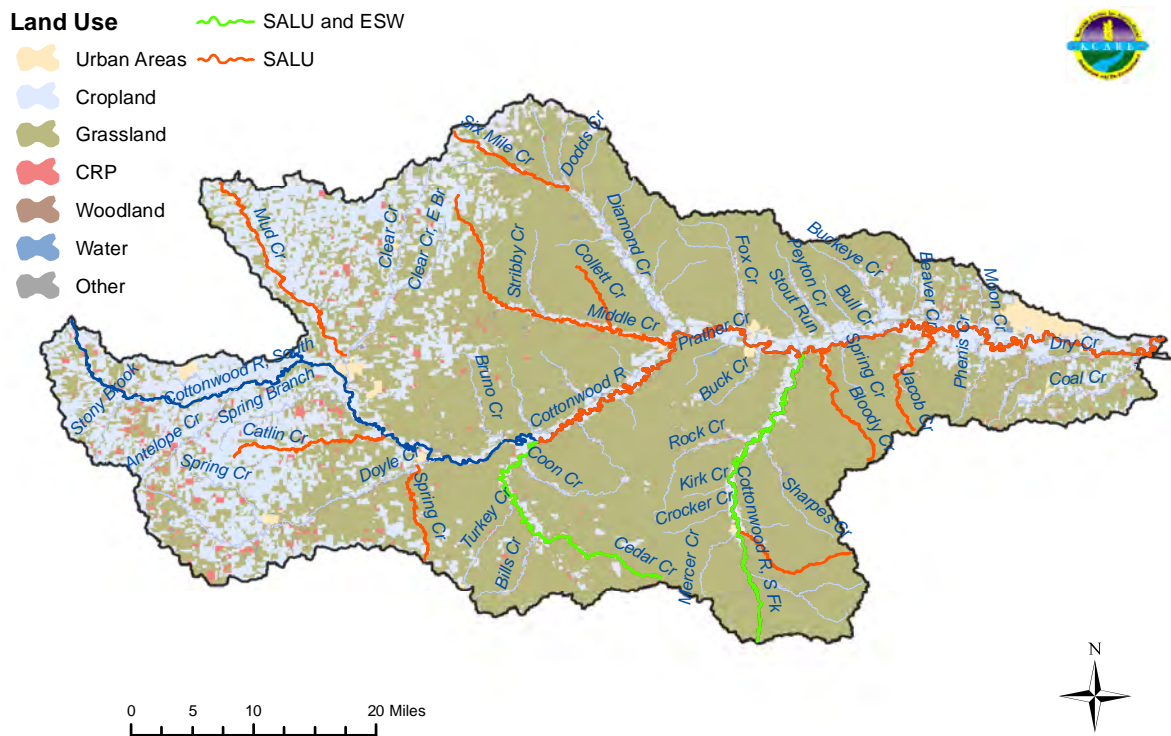 Land Use
SALU and ESW
SALU
Urban Areas
Cropland
Grassland
CRP
Woodland
Water
Other
KCARE
Six Mile Cr
Dodds Cr
Mud Cr
Clear Cr
Clear Cr, E Br
Stribby Cr
Collett Cr
Diamond Cr
Fox Cr
Peyton Cr
Stout Run
Buckeye Cr
Bull Cr
Beaver Cr
Moon Cr
Middle Cr
Prather Cr
Dry Cr
Coal Cr
Phenis Cr
Jacob Cr
Spring Cr
Bloody Cr
Stony Brook
Cottonwood R, South
Spring Branch
Antelope Cr
Catlin Cr
Spring Cr
Doyle Cr
Spring Cr
Bruno Cr
Cottonwood R
Buck Cr
Rock Cr
Coon Cr
Turkey Cr
Bills Cr
Cedar Cr
Kirk Cr
Crocker Cr
Mercer Cr
Cottonwood R, S Fk
Sharpes Cr
N
0 5 10 20 Miles